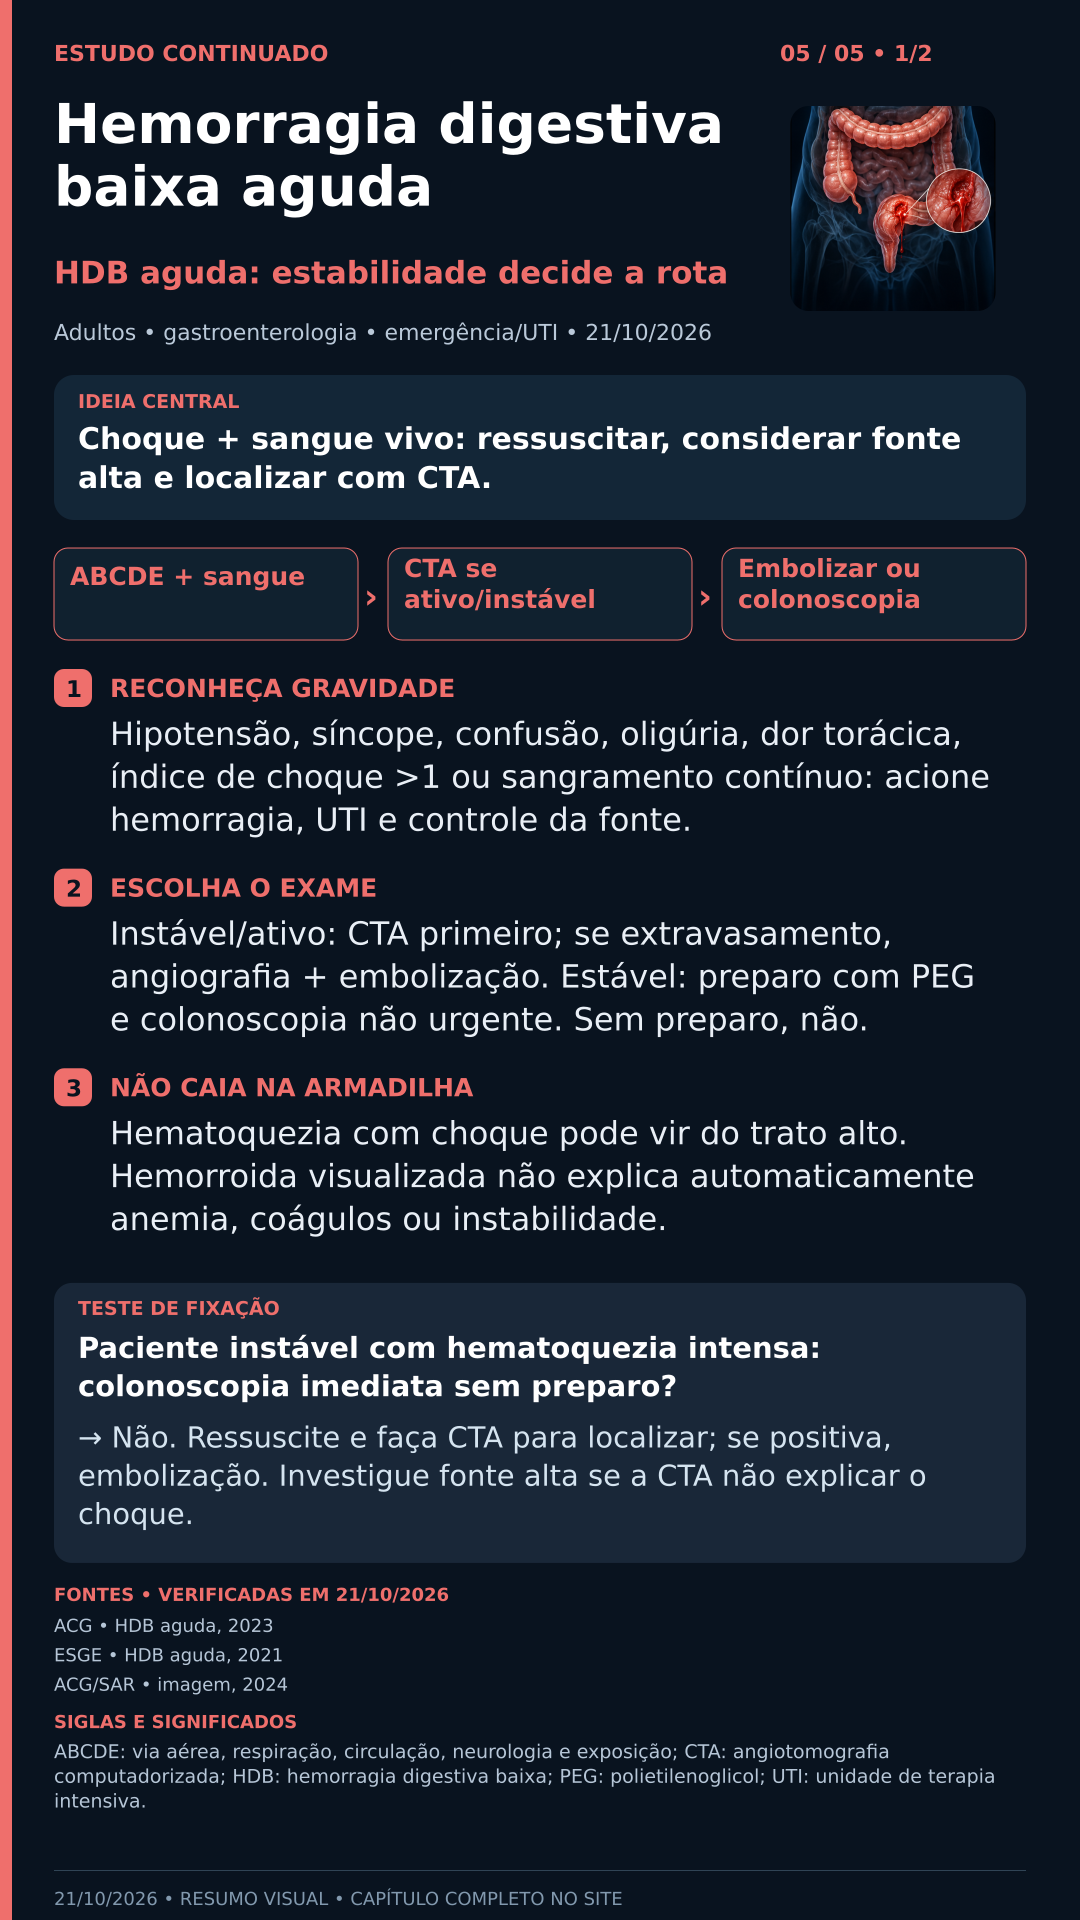 ESTUDO CONTINUADO
05 / 05 • 1/2
Hemorragia digestiva
baixa aguda
HDB aguda: estabilidade decide a rota
Adultos • gastroenterologia • emergência/UTI • 21/10/2026
IDEIA CENTRAL
Choque + sangue vivo: ressuscitar, considerar fonte
alta e localizar com CTA.
ABCDE + sangue
›
CTA se
ativo/instável
›
Embolizar ou
colonoscopia
1 RECONHEÇA GRAVIDADE
Hipotensão, síncope, confusão, oligúria, dor torácica,
índice de choque >1 ou sangramento contínuo: acione
hemorragia, UTI e controle da fonte.
2 ESCOLHA O EXAME
Instável/ativo: CTA primeiro; se extravasamento,
angiografia + embolização. Estável: preparo com PEG
e colonoscopia não urgente. Sem preparo, não.
3 NÃO CAIA NA ARMADILHA
Hematoquezia com choque pode vir do trato alto.
Hemorroida visualizada não explica automaticamente
anemia, coágulos ou instabilidade.
TESTE DE FIXAÇÃO
Paciente instável com hematoquezia intensa:
colonoscopia imediata sem preparo?
→ Não. Ressuscite e faça CTA para localizar; se positiva,
embolização. Investigue fonte alta se a CTA não explicar o
choque.
FONTES • VERIFICADAS EM 21/10/2026
ACG • HDB aguda, 2023
ESGE • HDB aguda, 2021
ACG/SAR • imagem, 2024
SIGLAS E SIGNIFICADOS
ABCDE: via aérea, respiração, circulação, neurologia e exposição; CTA: angiotomografia
computadorizada; HDB: hemorragia digestiva baixa; PEG: polietilenoglicol; UTI: unidade de terapia
intensiva.
21/10/2026 • RESUMO VISUAL • CAPÍTULO COMPLETO NO SITE